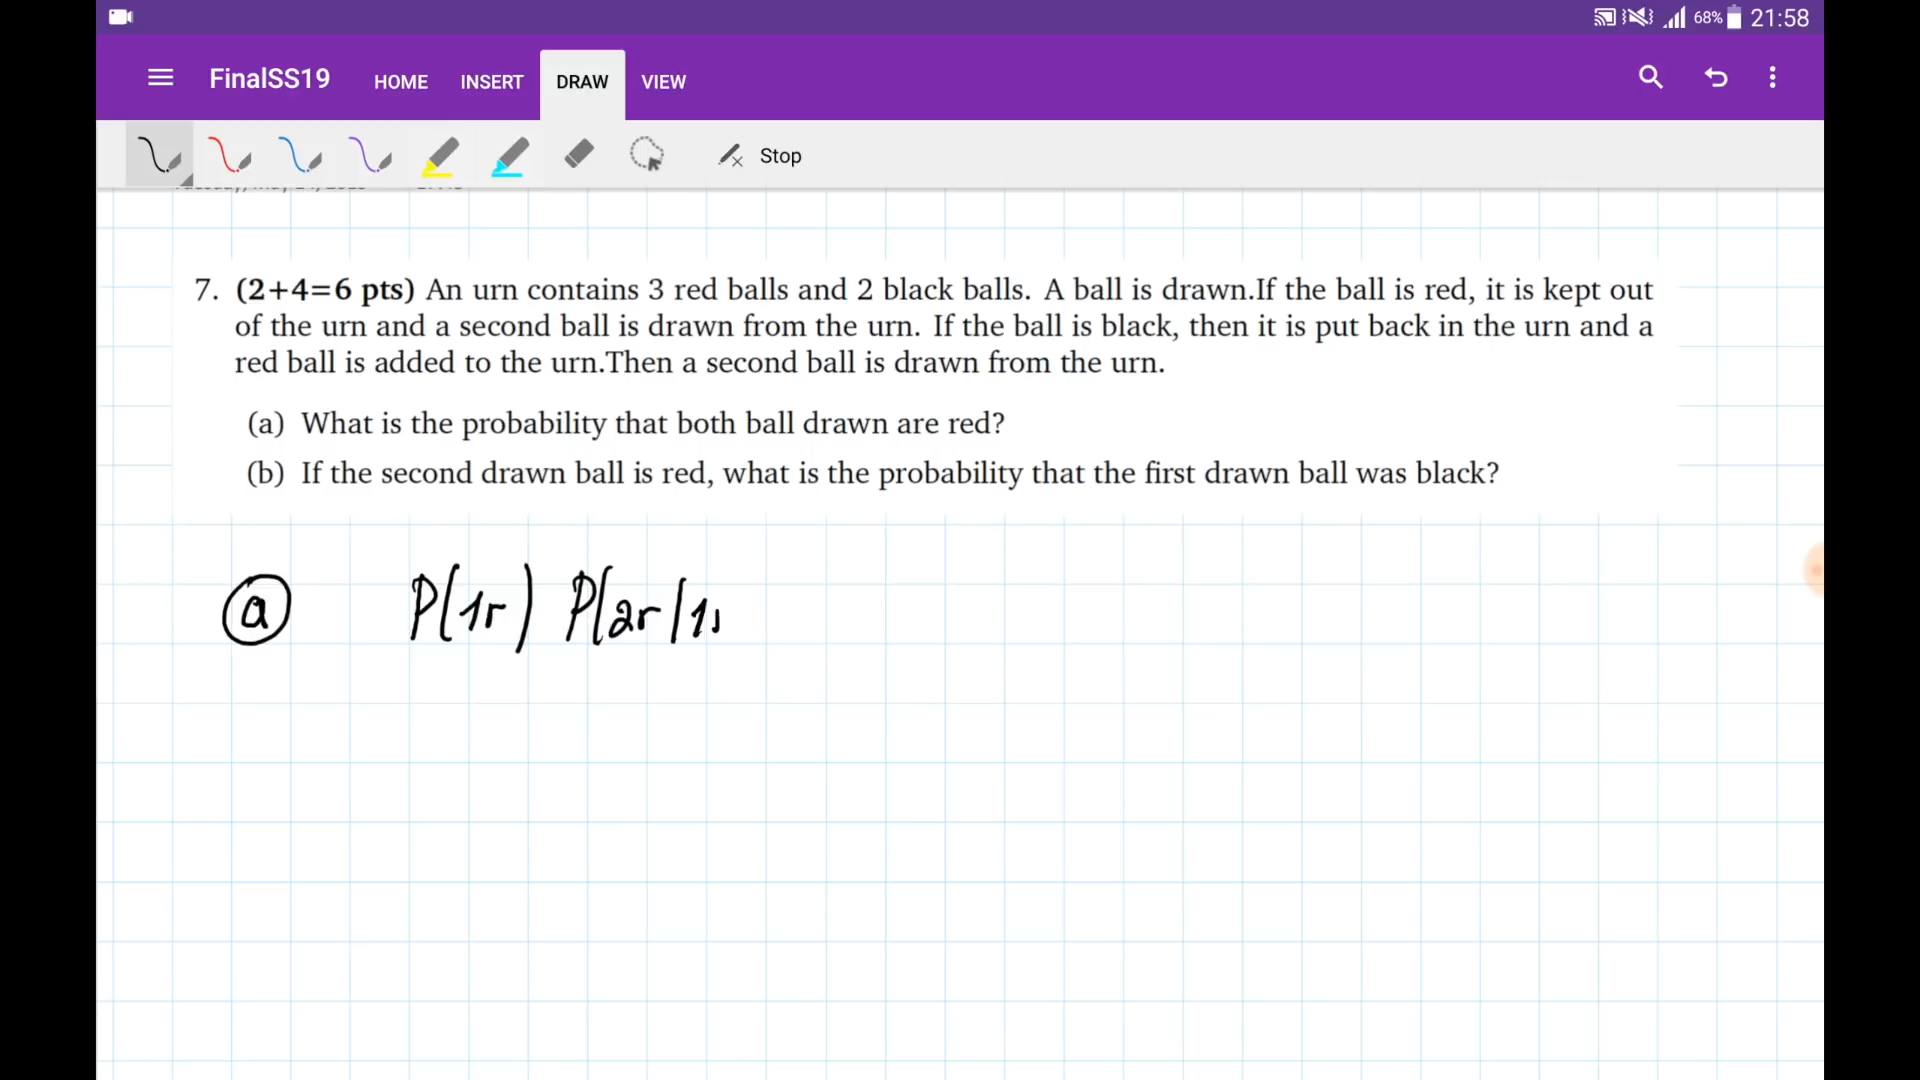 68% 21:58
FinalSS19 HOME INSERT DRAW VIEW
Stop
7. (2+4=6 pts) An urn contains 3 red balls and 2 black balls. A ball is drawn.If the ball is red, it is kept out
of the urn and a second ball is drawn from the urn. If the ball is black, then it is put back in the urn and a
red ball is added to the urn.Then a second ball is drawn from the urn.
(a) What is the probability that both ball drawn are red?
(b) If the second drawn ball is red, what is the probability that the first drawn ball was black?
a P(1r) P(2r|1